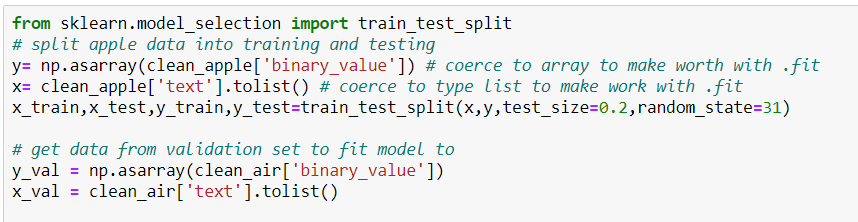 from sklearn.model_selection import train_test_split
# split apple data into training and testing
y= np.asarray(clean_apple['binary_value']) # coerce to array to make worth with .fit
x= clean_apple['text'].tolist() # coerce to type list to make work with .fit
x_train,x_test,y_train,y_test=train_test_split(x,y,test_size=0.2,random_state=31)
# get data from validation set to fit model to
y_val = np.asarray(clean_air['binary_value'])
x_val = clean_air['text'].tolist()